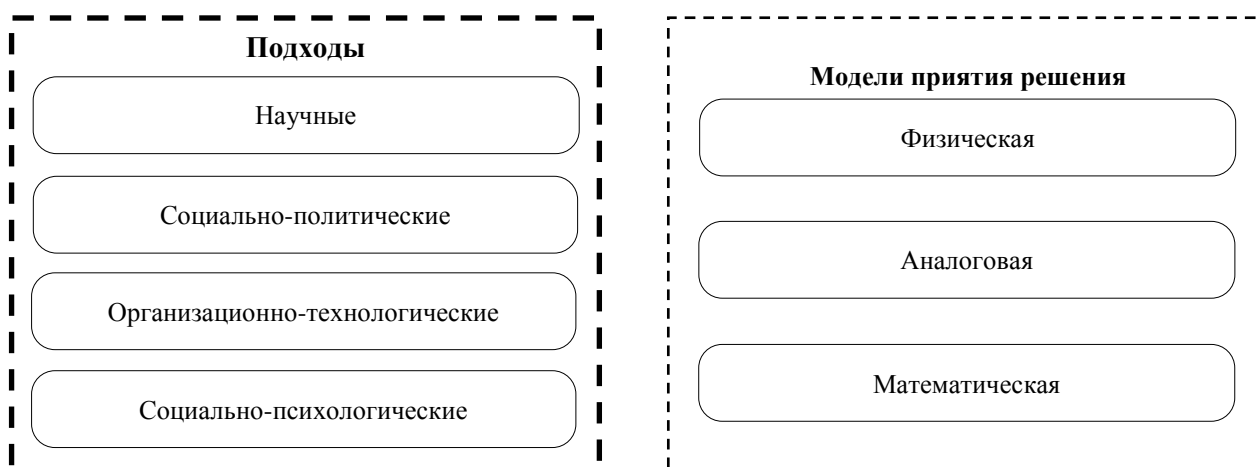 Подходы
Научные
Социально-политические
Организационно-технологические
Социально-психологические
Модели приятия решения
Физическая
Аналоговая
Математическая